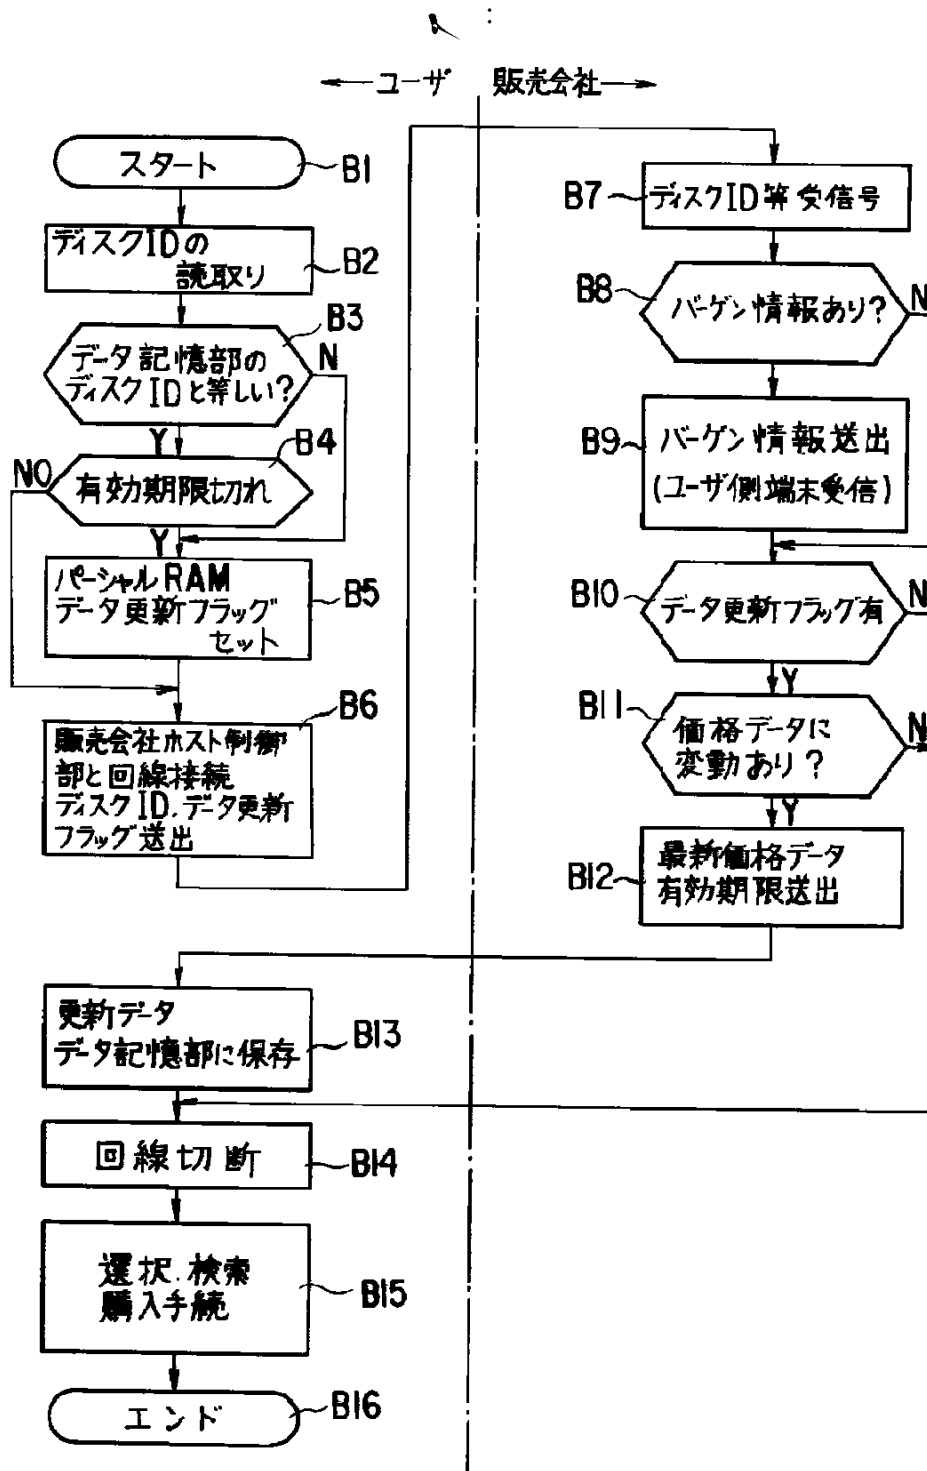 ←ユーザ 販売会社→
スタート
B1
ディスクIDの
読取り
B2
B3
データ記憶部の
ディスクIDと等しい?
N
Y
B4
NO
有効期限切れ
Y
パーシャルRAM
データ更新フラッグ
セット
B5
B6
販売会社ホスト制御
部と回線接続
ディスクID、データ更新
フラッグ送出
B7
ディスクID等受信号
B8
バーゲン情報あり?
N
B9
バーゲン情報送出
(ユーザ側端末受信)
B10
データ更新フラッグ有
N
Y
B11
価格データに
変動あり?
N
Y
B12
最新価格データ
有効期限送出
更新データ
データ記憶部に保存
B13
回線切断
B14
選択、検索
購入手続
B15
エンド
B16